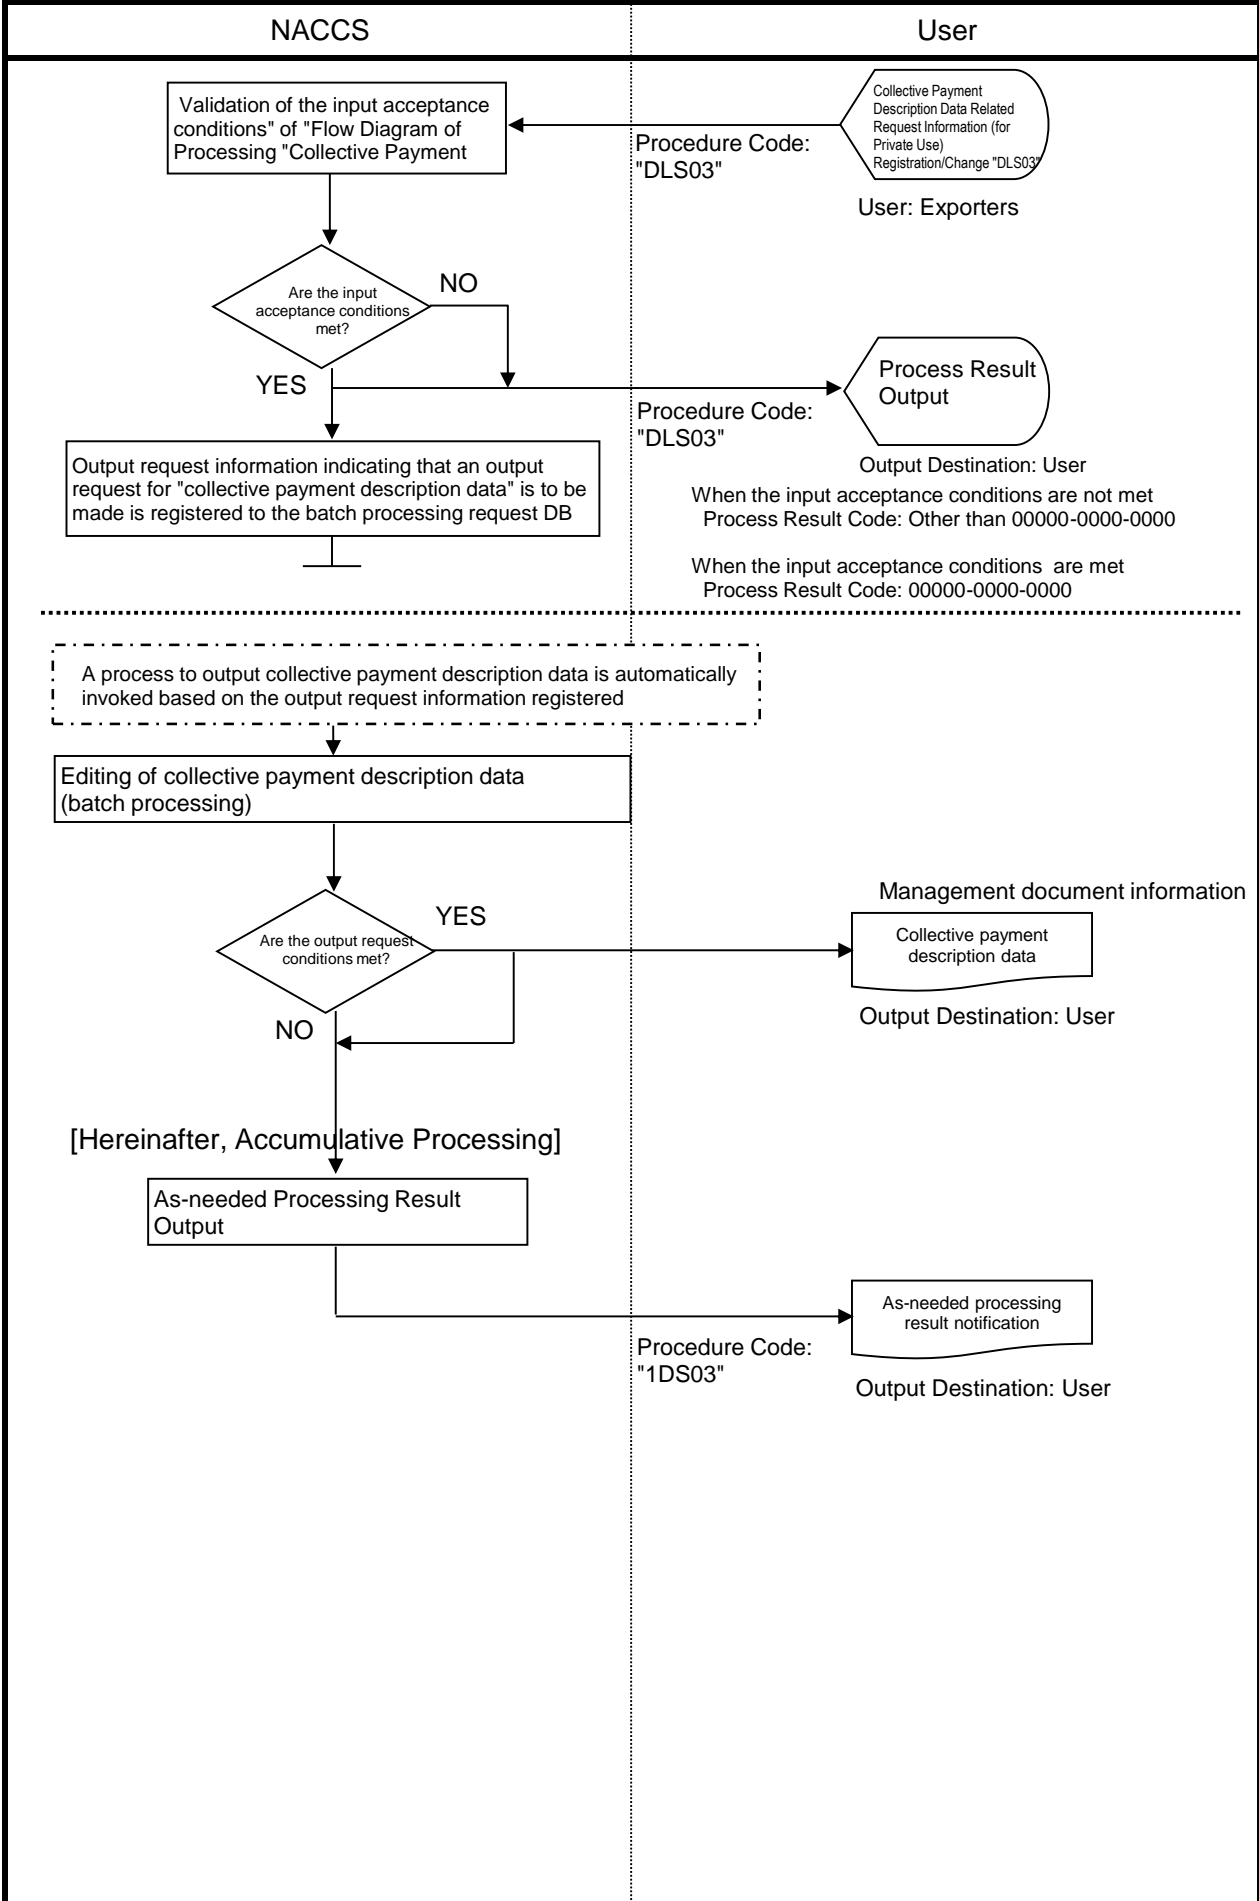 NACCS
User
Validation of the input acceptance
conditions" of "Flow Diagram of
Processing "Collective Payment
Procedure Code:
"DLS03"
Collective Payment
Description Data Related
Request Information (for
Private Use)
Registration/Change "DLS03"
User: Exporters
Are the input
acceptance conditions
met?
NO
YES
Procedure Code:
"DLS03"
Process Result
Output
Output Destination: User
When the input acceptance conditions are not met
Process Result Code: Other than 00000-0000-0000
When the input acceptance conditions are met
Process Result Code: 00000-0000-0000
Output request information indicating that an output
request for "collective payment description data" is to be
made is registered to the batch processing request DB
A process to output collective payment description data is automatically
invoked based on the output request information registered
Editing of collective payment description data
(batch processing)
Are the output request
conditions met?
YES
NO
Management document information
Collective payment
description data
Output Destination: User
[Hereinafter, Accumulative Processing]
As-needed Processing Result
Output
Procedure Code:
"1DS03"
As-needed processing
result notification
Output Destination: User